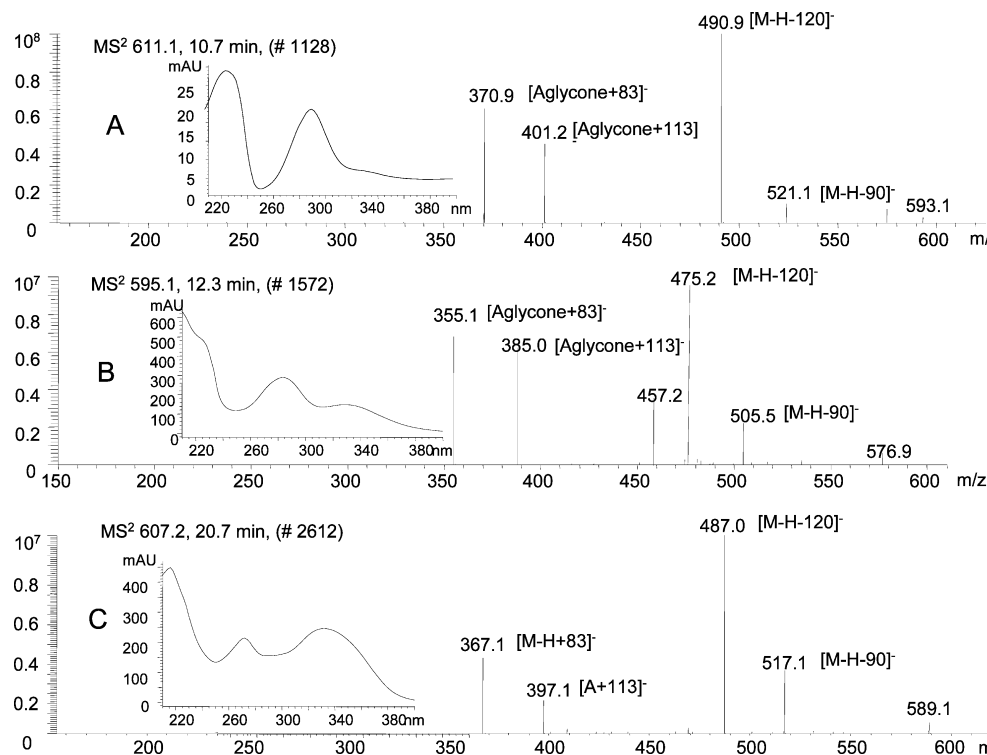 MS² 611.1, 10.7 min, (# 1128)
10⁸
0.8
0.6
0.4
0.2
0
A
mAU
25
20
15
10
5
0
220 260 300 340 380 nm
370.9 [Aglycone+83]-
401.2 [Aglycone+113]-
490.9 [M-H-120]-
521.1 [M-H-90]-
593.1
200 250 300 350 400 450 500 550 600
MS² 595.1, 12.3 min, (# 1572)
10⁷
0.8
0.6
0.4
0.2
0
B
mAU
600
500
400
300
200
100
0
220 260 300 340 380nm
355.1 [Aglycone+83]-
385.0 [Aglycone+113]-
457.2
475.2 [M-H-120]-
505.5 [M-H-90]-
576.9
150 200 250 300 350 400 450 500 550 600 m/z
MS² 607.2, 20.7 min, (# 2612)
10⁷
0.8
0.6
0.4
0.2
0
C
mAU
400
300
200
100
0
220 260 300 340 380nm
367.1 [M-H+83]-
397.1 [A+113]-
487.0 [M-H-120]-
517.1 [M-H-90]-
589.1
200 250 300 350 400 450 500 550 600